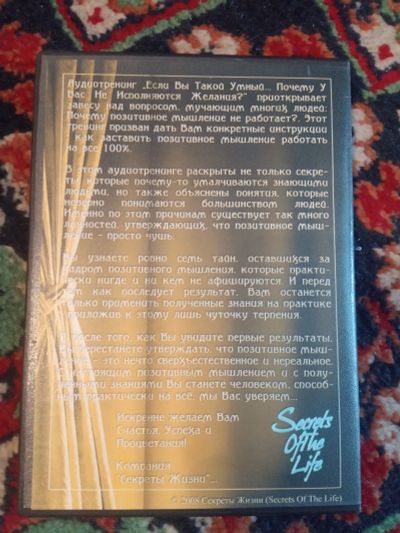 Аудиотренинг „Если Вы Такой Умный... Почему У
Вас Не Исполняются Желания?" приоткрывает
завесу над вопросом, мучающим многих людей:
Почему позитивное мышление не работает?. Этот
тренинг призван дать Вам конкретные инструкции
- как заставить позитивное мышление работать
на все 100%.
В этом аудиотренинге раскрыты не только секре-
ты, которые почему-то умалчиваются знающими
людьми, но также объяснены понятия, которые
неверно понимаются большинством людей.
Именно по этим причинам существует так много
личностей, утверждающих, что позитивное мыш-
ление - просто чушь.
Вы узнаете ровно семь тайн, оставшихся за
кадром позитивного мышления, которые практи-
чески нигде и ни кем не афишируются. И перед
тем как последует результат, Вам останется
только применить полученные знания на практике
приложив к этому лишь чуточку терпения.
И после того, как Вы увидите первые результаты,
Вы перестанете утверждать, что позитивное мыш-
ление - это нечто сверхъестественное и нереальное.
С настоящим позитивным мышлением и с полу-
ченными знаниями Вы станете человеком, способ-
ным практически на всё, мы Вас уверяем...
Искренне желаем Вам
Счастья, Успеха и
Процветания!
Компания
"Секреты Жизни"...
Secrets
Of The
Life
© 2008 Секреты Жизни (Secrets Of The Life)